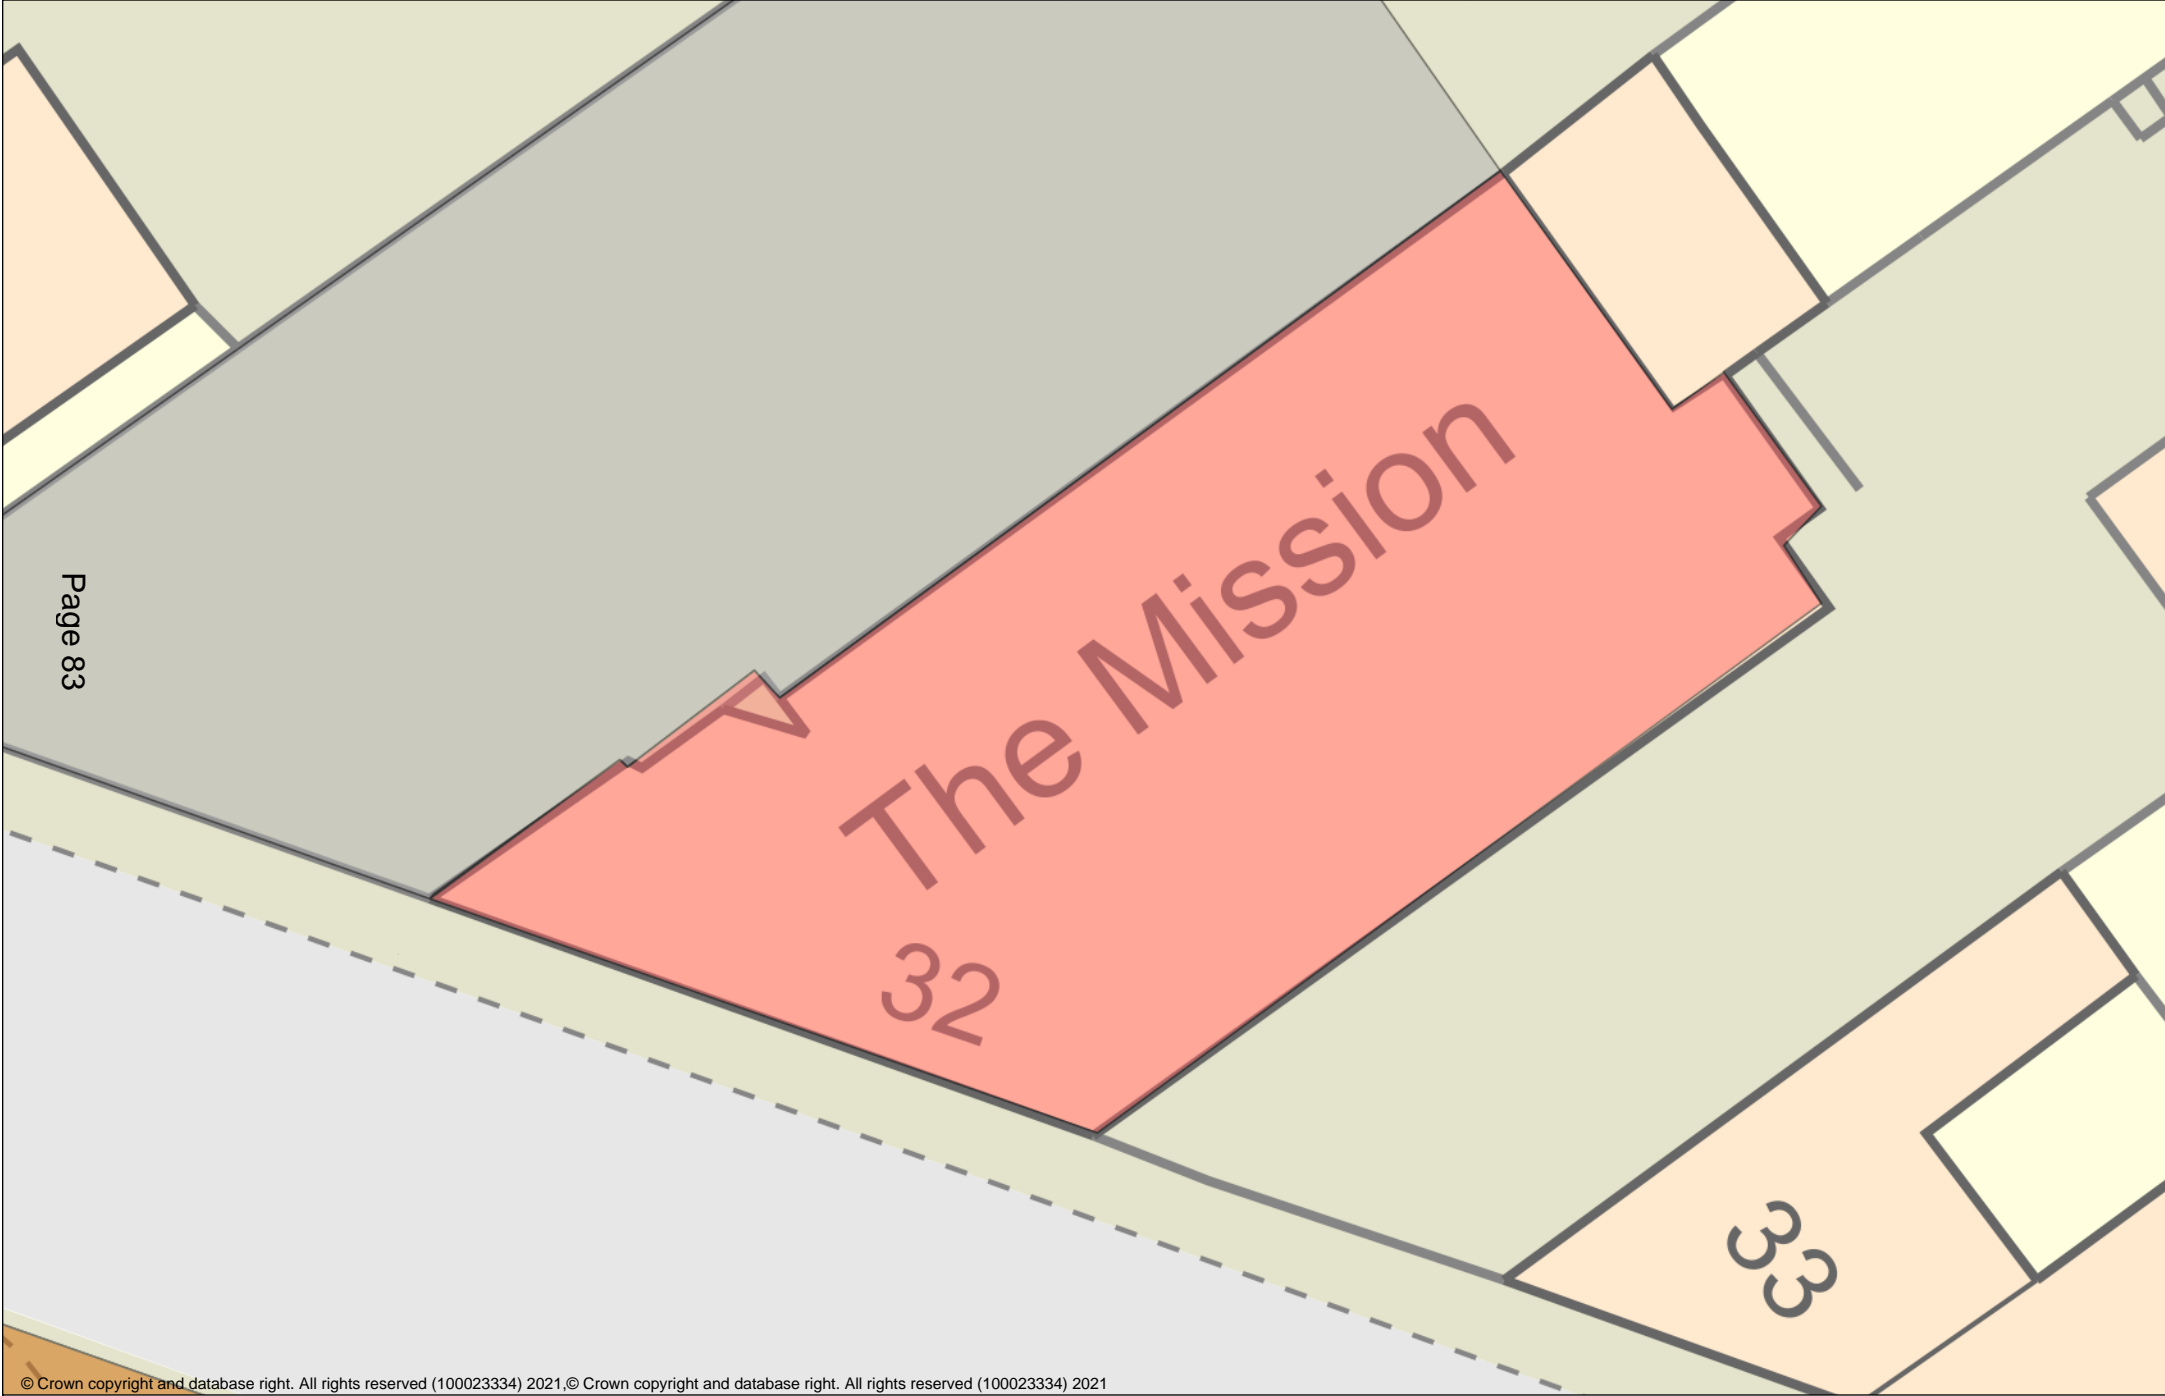 The Mission
32
33
Page 83
© Crown copyright and database right. All rights reserved (100023334) 2021,© Crown copyright and database right. All rights reserved (100023334) 2021